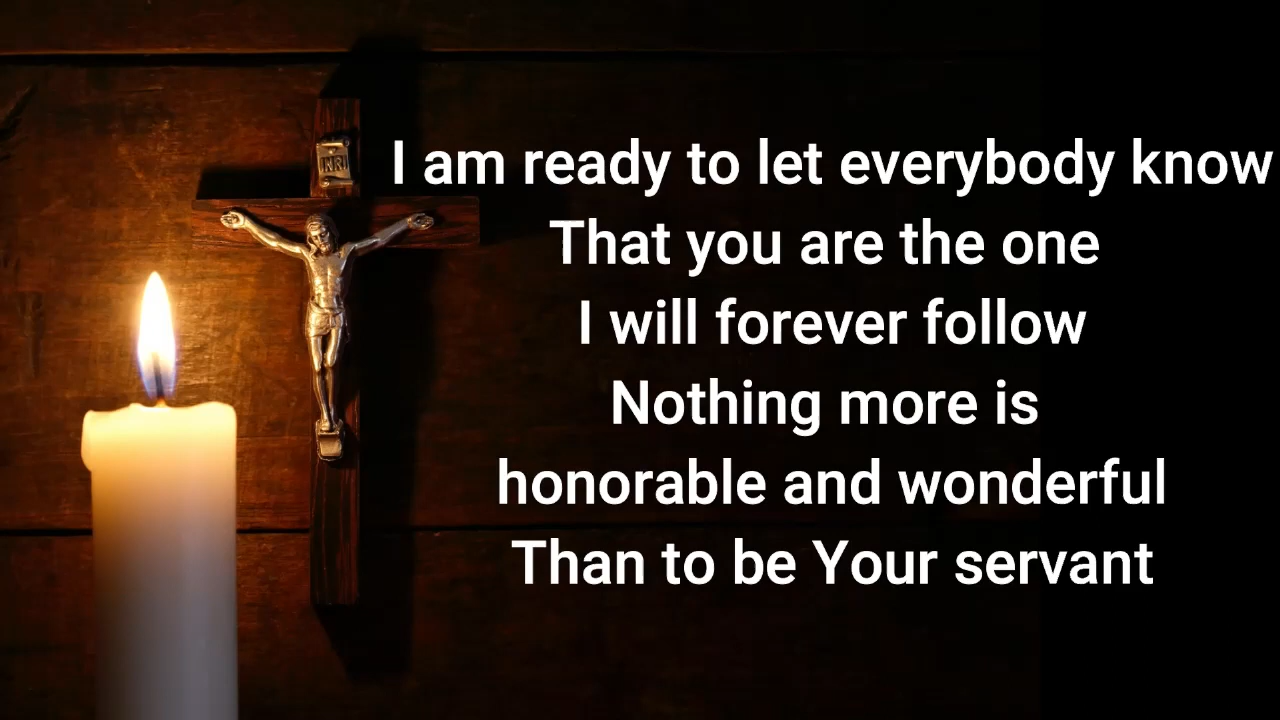 INRI
I am ready to let everybody know
That you are the one
I will forever follow
Nothing more is
honorable and wonderful
Than to be Your servant